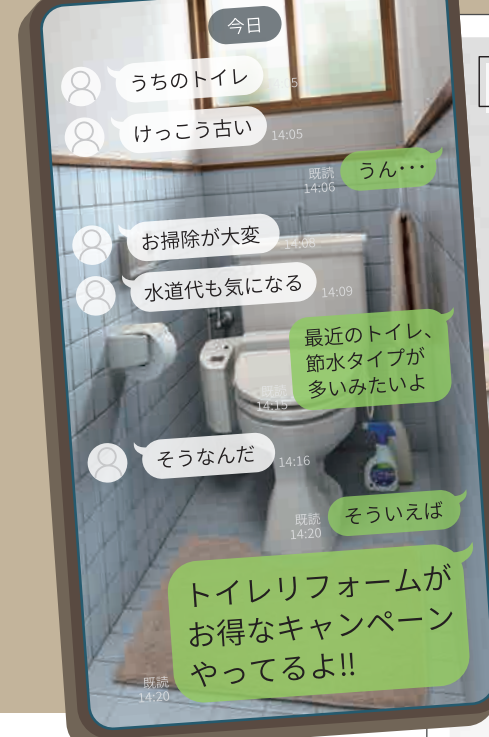 今日
うちのトイレ
けっこう古い
14:05
うん･･･
既読
14:06
お掃除が大変
14:06
水道代も気になる
14:09
最近のトイレ、
節水タイプが
多いみたいよ
既読
14:15
そうなんだ
14:16
そういえば
既読
14:20
トイレリフォームが
お得なキャンペーン
やってるよ!!
既読
14:20